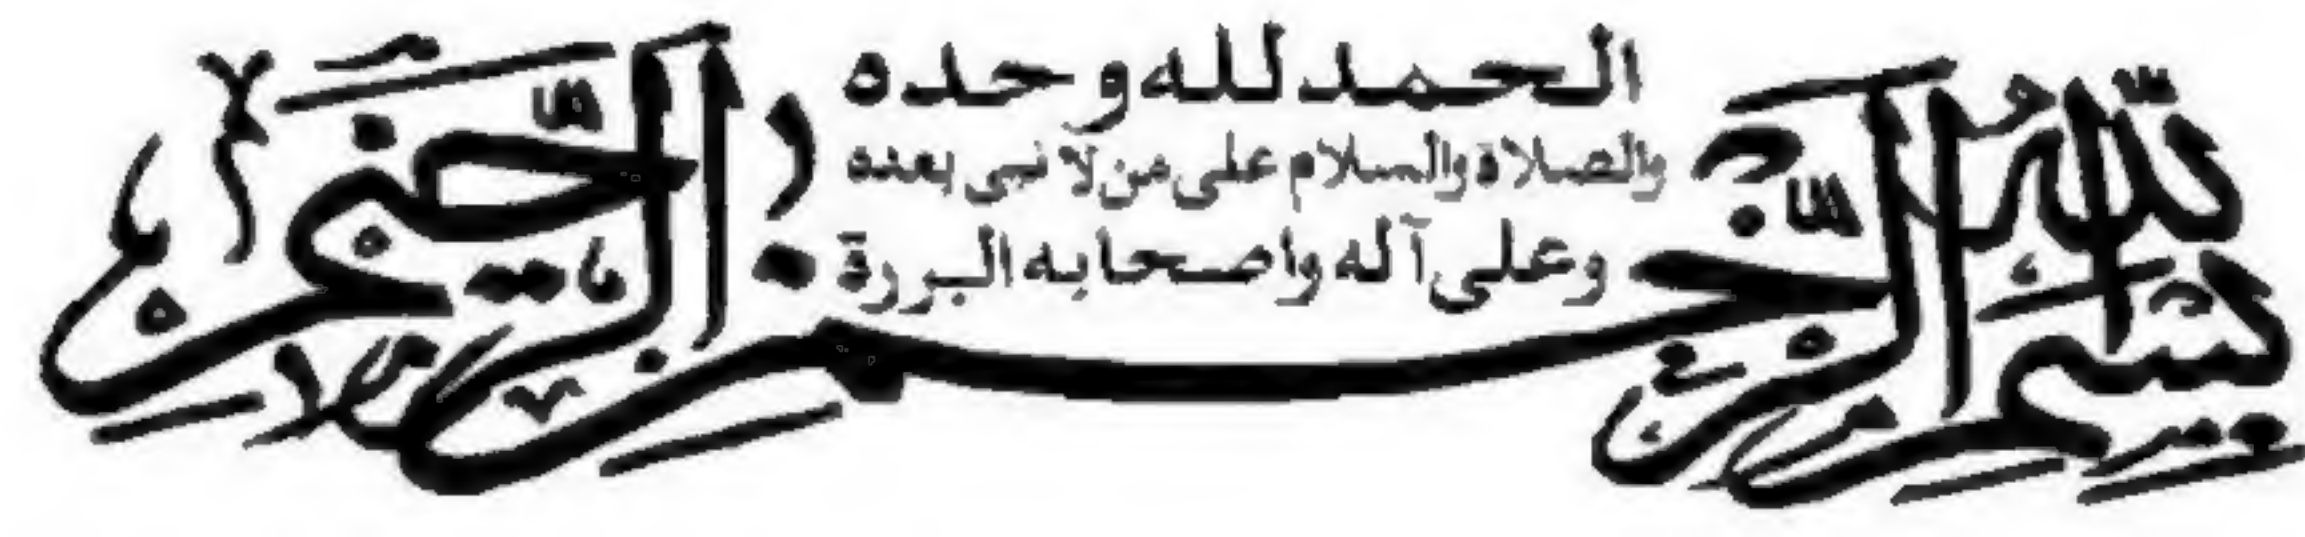 بسم الله الرحمن الرحيم
الحمد لله وحده
والصلاة والسلام على من لا نبي بعده
وعلى آله واصحابه البررة